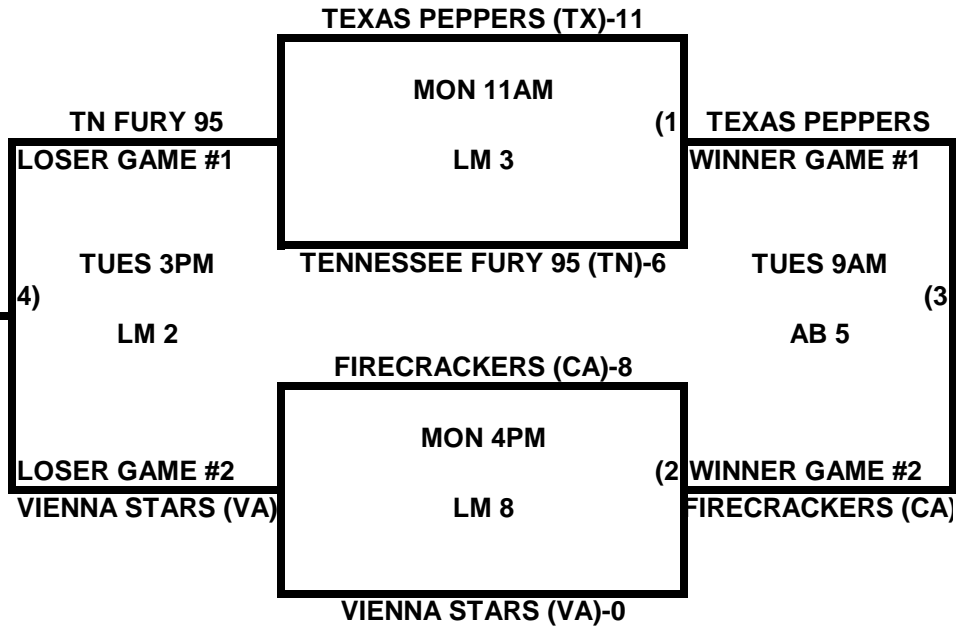 TEXAS PEPPERS (TX)-11
MON 11AM
TN FURY 95
(1
TEXAS PEPPERS
LOSER GAME #1
LM 3
WINNER GAME #1
TUES 3PM
TENNESSEE FURY 95 (TN)-6
TUES 9AM
4)
(3
LM 2
AB 5
FIRECRACKERS (CA)-8
MON 4PM
LOSER GAME #2
(2
WINNER GAME #2
VIENNA STARS (VA)
LM 8
FIRECRACKERS (CA)
VIENNA STARS (VA)-0